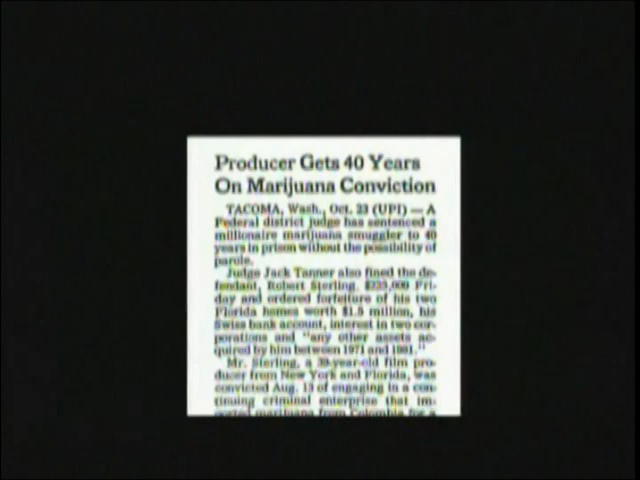 Producer Gets 40 Years
On Marijuana Conviction
TACOMA, Wash., Oct. 23 (UPI) — A
Federal district judge has sentenced a
millionaire marijuana smuggler to 40
years in prison without the possibility of
parole.
Judge Jack Tanner also fined the de-
fendant, Robert Sterling, $225,000 Fri-
day and ordered forfeiture of his two
Florida homes worth $1.5 million, his
Swiss bank account, interest in two cor-
porations and "any other assets ac-
quired by him between 1971 and 1981."
Mr. Sterling, a 39-year-old film pro-
ducer from New York and Florida, was
convicted Aug. 13 of engaging in a con-
tinuing criminal enterprise that im-
ported marijuana from Colombia for a